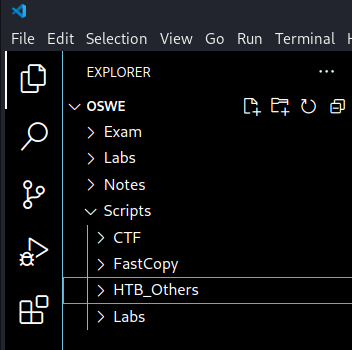 File Edit Selection View Go Run Terminal
EXPLORER ...
OSWE
Exam
Labs
Notes
Scripts
CTF
FastCopy
HTB_Others
Labs